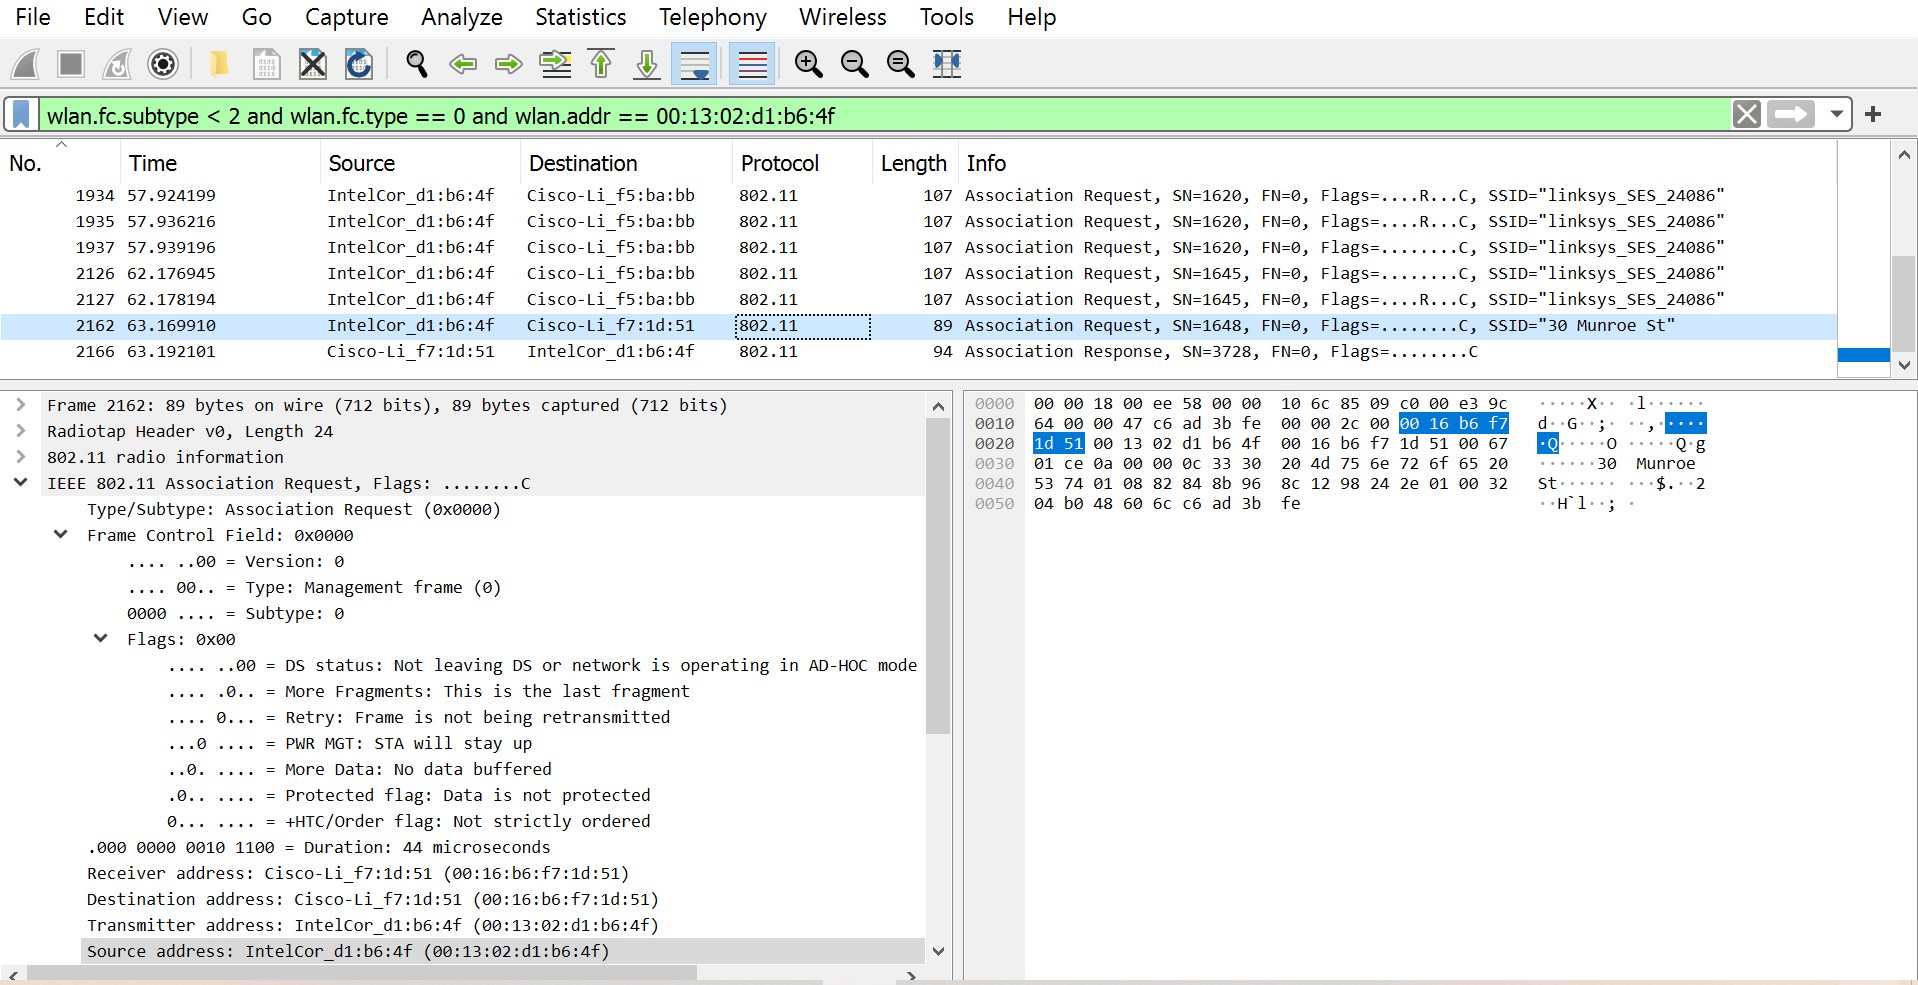 File Edit View Go Capture Analyze Statistics Telephony Wireless Tools Help
wlan.fc.subtype < 2 and wlan.fc.type == 0 and wlan.addr == 00:13:02:d1:b6:4f
No. Time Source Destination Protocol Length Info
1934 57.924199 IntelCor_d1:b6:4f Cisco-Li_f5:ba:bb 802.11 107 Association Request, SN=1620, FN=0, Flags=....R...C, SSID="linksys_SES_24086"
1935 57.936216 IntelCor_d1:b6:4f Cisco-Li_f5:ba:bb 802.11 107 Association Request, SN=1620, FN=0, Flags=....R...C, SSID="linksys_SES_24086"
1937 57.939196 IntelCor_d1:b6:4f Cisco-Li_f5:ba:bb 802.11 107 Association Request, SN=1620, FN=0, Flags=........C, SSID="linksys_SES_24086"
2126 62.176945 IntelCor_d1:b6:4f Cisco-Li_f5:ba:bb 802.11 107 Association Request, SN=1645, FN=0, Flags=........C, SSID="linksys_SES_24086"
2127 62.178194 IntelCor_d1:b6:4f Cisco-Li_f5:ba:bb 802.11 107 Association Request, SN=1645, FN=0, Flags=........C, SSID="linksys_SES_24086"
2162 63.169910 IntelCor_d1:b6:4f Cisco-Li_f7:1d:51 802.11 89 Association Request, SN=1648, FN=0, Flags=........C, SSID="30 Munroe St"
2166 63.192101 Cisco-Li_f7:1d:51 IntelCor_d1:b6:4f 802.11 94 Association Response, SN=3728, FN=0, Flags=........C
Frame 2162: 89 bytes on wire (712 bits), 89 bytes captured (712 bits)
Radiotap Header v0, Length 24
802.11 radio information
IEEE 802.11 Association Request, Flags: ........C
Type/Subtype: Association Request (0x0000)
Frame Control Field: 0x0000
.... ..00 = Version: 0
.... 00.. = Type: Management frame (0)
0000 .... = Subtype: 0
Flags: 0x00
.... ..00 = DS status: Not leaving DS or network is operating in AD-HOC mode
.... .0.. = More Fragments: This is the last fragment
.... 0... = Retry: Frame is not being retransmitted
...0 .... = PWR MGT: STA will stay up
..0. .... = More Data: No data buffered
.0.. .... = Protected flag: Data is not protected
0... .... = +HTC/Order flag: Not strictly ordered
.000 0000 0010 1100 = Duration: 44 microseconds
Receiver address: Cisco-Li_f7:1d:51 (00:16:b6:f7:1d:51)
Destination address: Cisco-Li_f7:1d:51 (00:16:b6:f7:1d:51)
Transmitter address: IntelCor_d1:b6:4f (00:13:02:d1:b6:4f)
Source address: IntelCor_d1:b6:4f (00:13:02:d1:b6:4f)
0000 00 00 18 00 ee 58 00 00 10 6c 85 09 c0 00 e3 9c ·····X·· ·l······
0010 64 00 00 47 c6 ad 3b fe 00 00 2c 00 00 16 b6 f7 d··G··;· ··,·····
0020 1d 51 00 13 02 d1 b6 4f 00 16 b6 f7 1d 51 00 67 ·Q·····O ·····Q·g
0030 01 ce 0a 00 00 0c 33 30 20 4d 75 6e 72 6f 65 20 ······30 Munroe
0040 53 74 01 08 82 84 8b 96 8c 12 98 24 2e 01 00 32 St······ ···$.··2
0050 04 b0 48 60 6c c6 ad 3b fe ··H`l··; ·